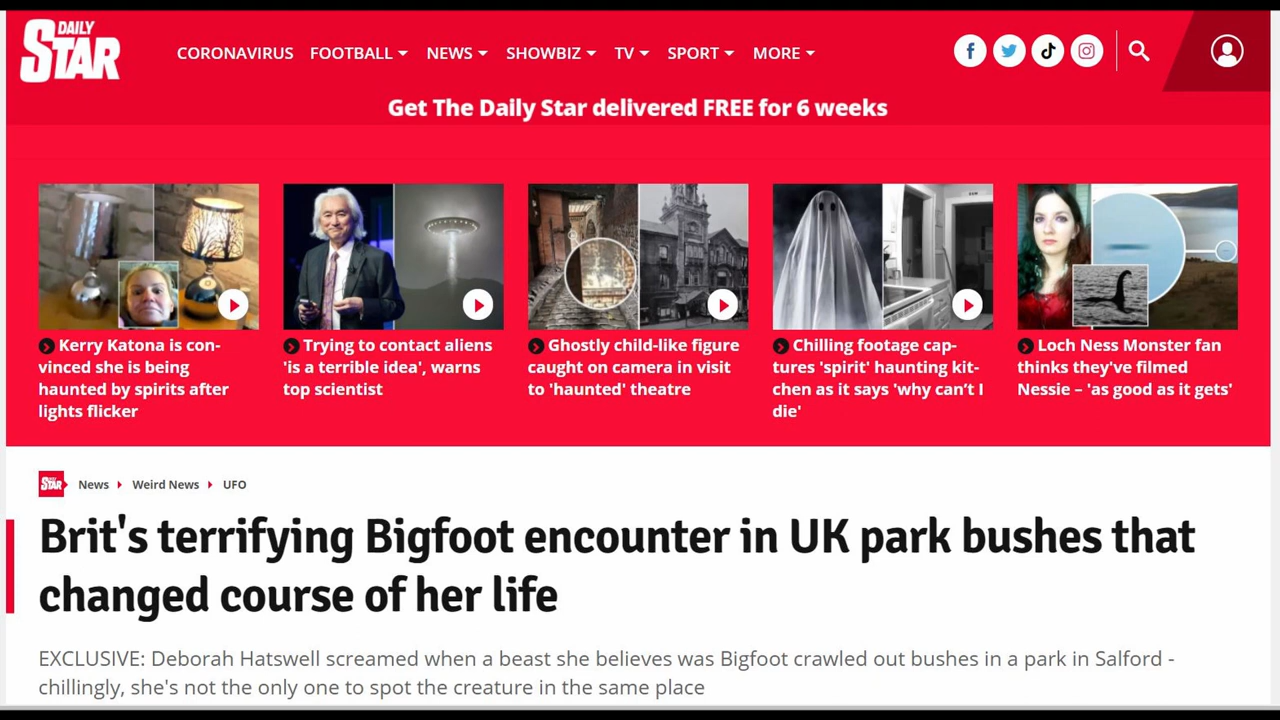 DAILY
STAR
CORONAVIRUS FOOTBALL NEWS SHOWBIZ TV SPORT MORE
Get The Daily Star delivered FREE for 6 weeks
Kerry Katona is con-
vinced she is being
haunted by spirits after
lights flicker
Trying to contact aliens
'is a terrible idea', warns
top scientist
Ghostly child-like figure
caught on camera in visit
to 'haunted' theatre
Chilling footage cap-
tures 'spirit' haunting kit-
chen as it says 'why can't I
die'
Loch Ness Monster fan
thinks they've filmed
Nessie – 'as good as it gets'
STAR News Weird News UFO
Brit's terrifying Bigfoot encounter in UK park bushes that
changed course of her life
EXCLUSIVE: Deborah Hatswell screamed when a beast she believes was Bigfoot crawled out bushes in a park in Salford -
chillingly, she's not the only one to spot the creature in the same place